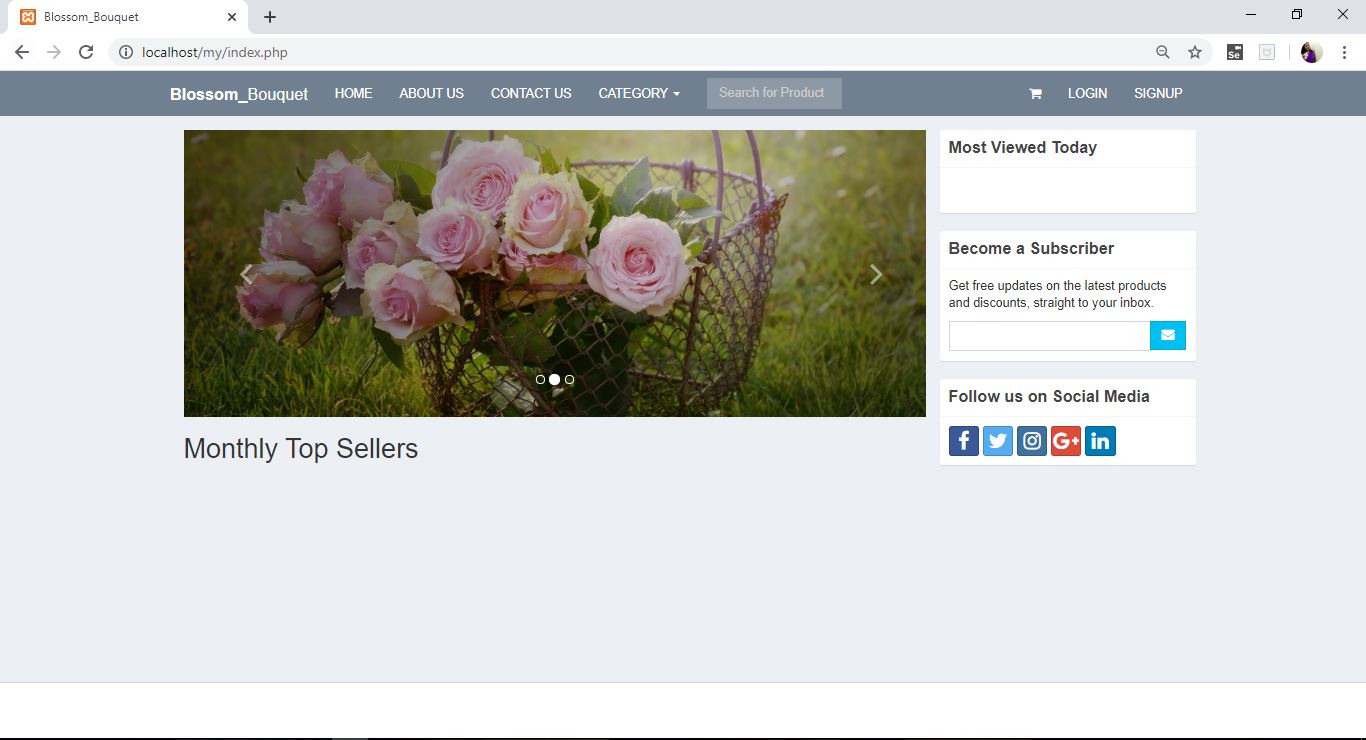 Blossom_Bouquet
localhost/my/index.php
Se
Blossom_Bouquet HOME ABOUT US CONTACT US CATEGORY Search for Product LOGIN SIGNUP
Most Viewed Today
Become a Subscriber
Get free updates on the latest products
and discounts, straight to your inbox.
Follow us on Social Media
f G+ in
Monthly Top Sellers